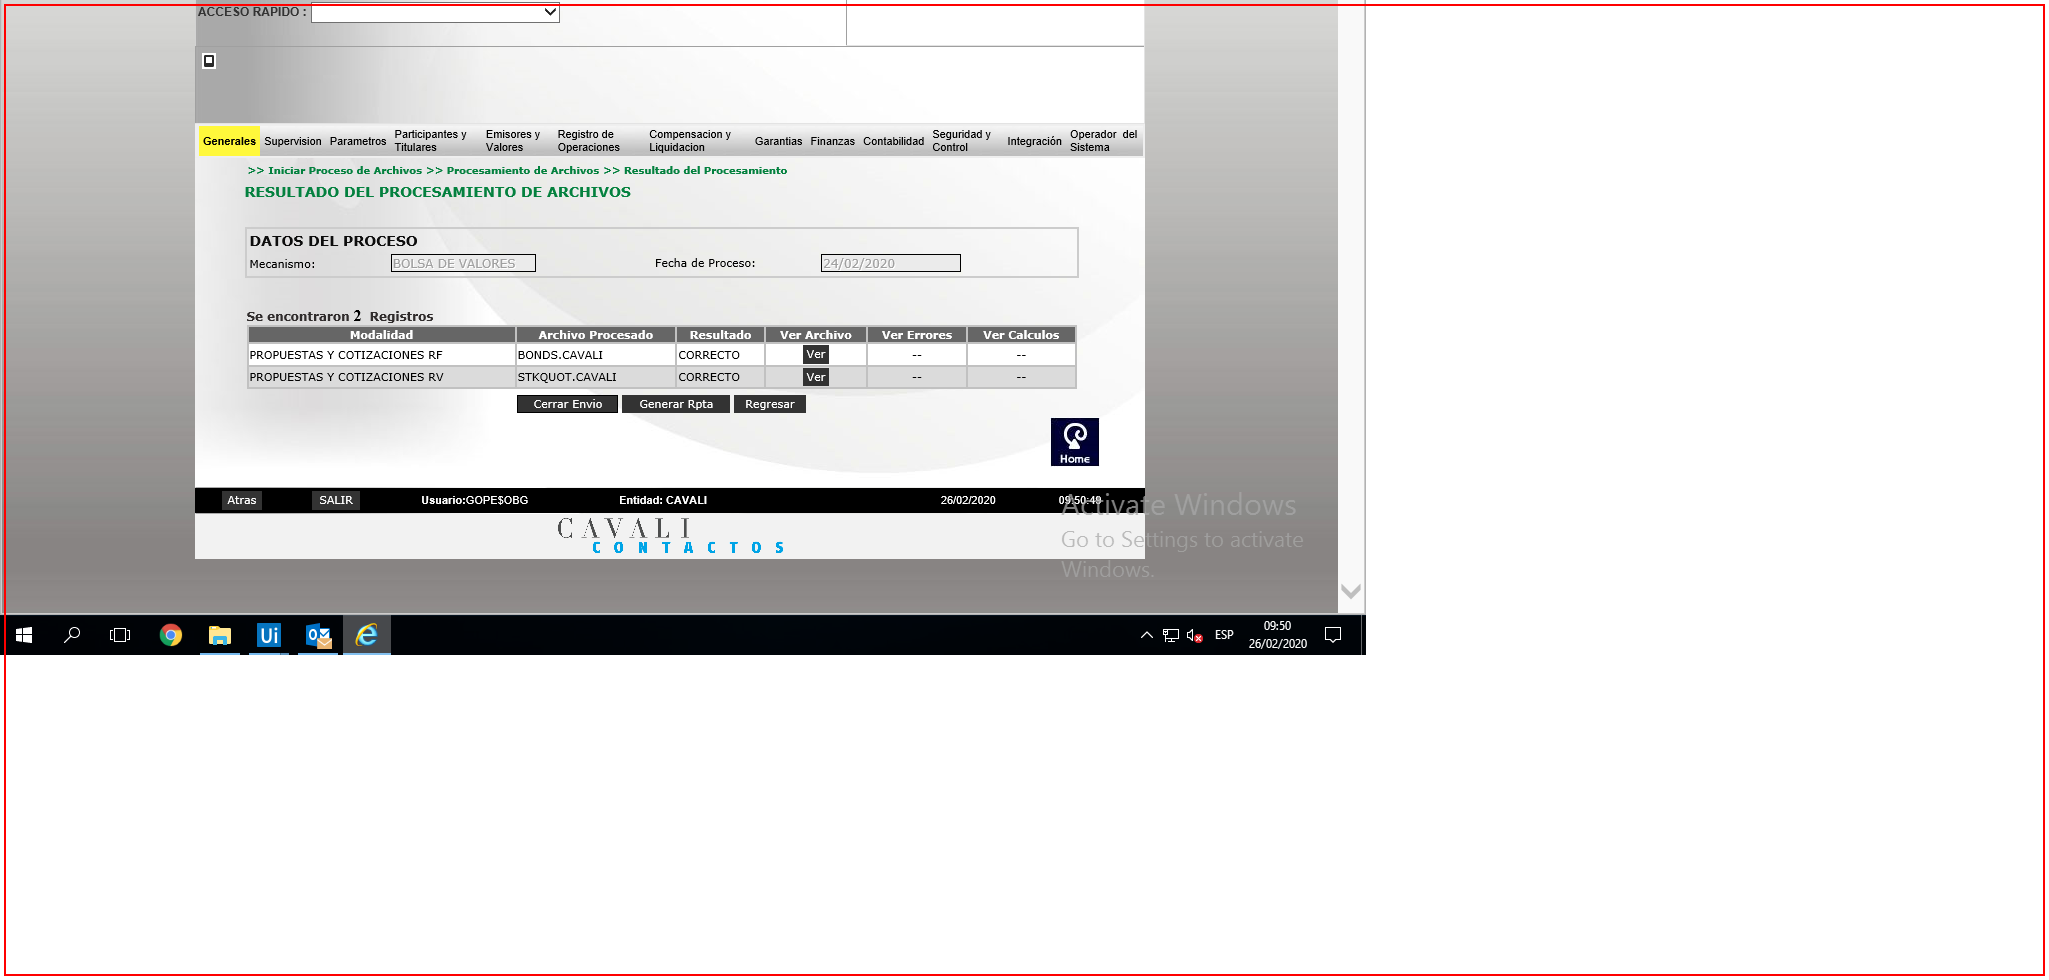 ACCESO RAPIDO :
Generales Supervision Parametros Participantes y Titulares Emisores y Valores Registro de Operaciones Compensacion y Liquidacion Garantias Finanzas Contabilidad Seguridad y Control Integración Operador del Sistema
>> Iniciar Proceso de Archivos >> Procesamiento de Archivos >> Resultado del Procesamiento
RESULTADO DEL PROCESAMIENTO DE ARCHIVOS
DATOS DEL PROCESO
Mecanismo: BOLSA DE VALORES Fecha de Proceso: 24/02/2020
Se encontraron 2 Registros
Modalidad Archivo Procesado Resultado Ver Archivo Ver Errores Ver Calculos
PROPUESTAS Y COTIZACIONES RF BONDS.CAVALI CORRECTO Ver -- --
PROPUESTAS Y COTIZACIONES RV STKQUOT.CAVALI CORRECTO Ver -- --
Cerrar Envio Generar Rpta Regresar
Home
Atras SALIR Usuario:GOPE$OBG Entidad: CAVALI 26/02/2020 09:50:49
CAVALI
CONTACTOS
Activate Windows
Go to Settings to activate
Windows.
Ui
ESP
09:50
26/02/2020